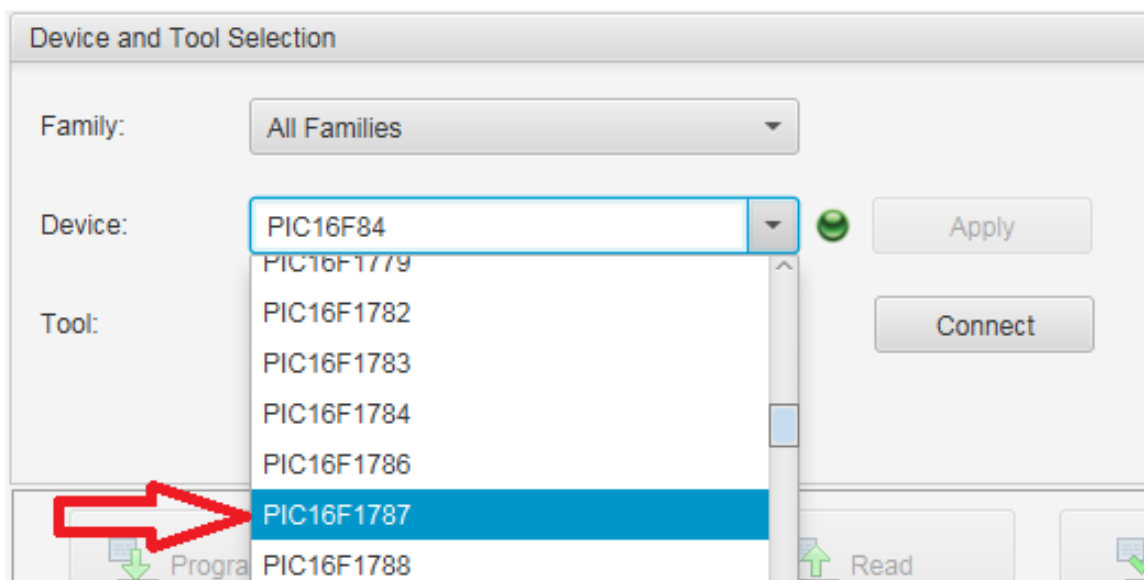 Device and Tool Selection
Family:
All Families
Device:
PIC16F84
Apply
PIC16F1779
PIC16F1782
Tool:
Connect
PIC16F1783
PIC16F1784
PIC16F1786
PIC16F1787
PIC16F1788
Progra
Read